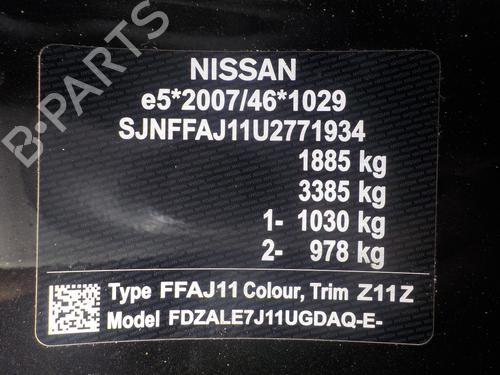 B-PARTS
NISSAN
e5*2007/46*1029
SJNFFAJ11U2771934
1885 kg
3385 kg
1- 1030 kg
2- 978 kg
Type FFAJ11 Colour, Trim Z11 Z
Model FDZALE7J11UGDAQ-E-